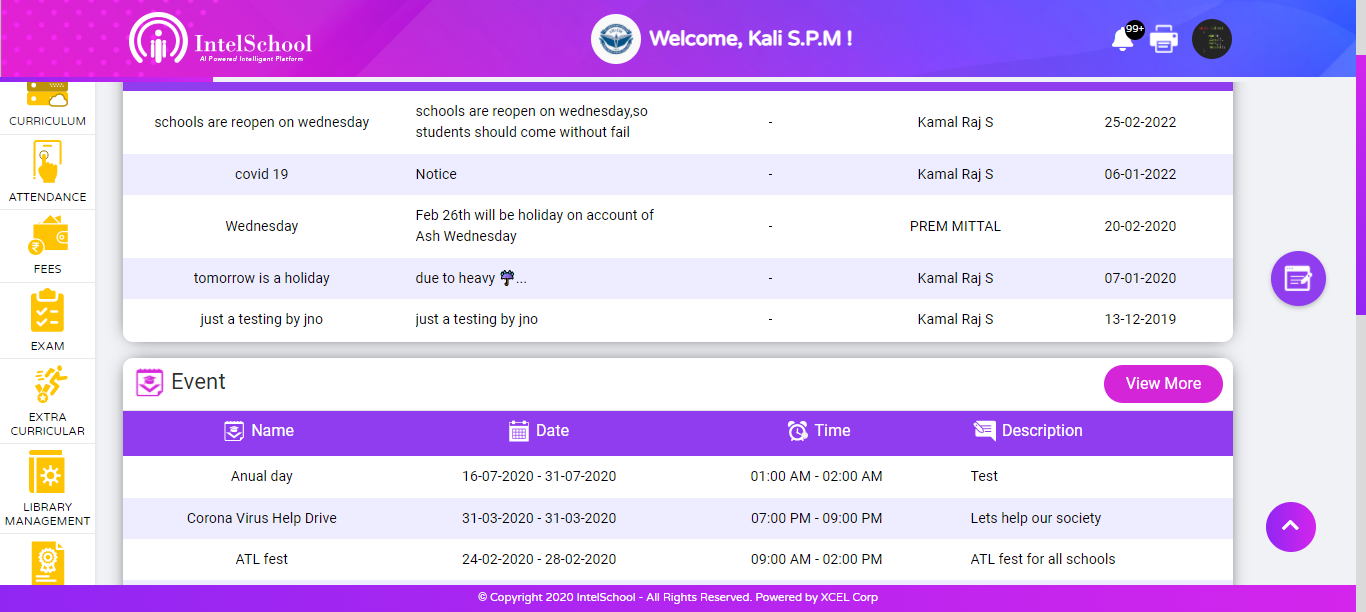 IntelSchool
AI Powered Intelligent Platform
Welcome, Kali S.P.M !
99+
CURRICULUM
ATTENDANCE
FEES
EXAM
EXTRA
CURRICULAR
LIBRARY
MANAGEMENT
schools are reopen on wednesday
schools are reopen on wednesday,so
students should come without fail
-
Kamal Raj S
25-02-2022
covid 19
Notice
-
Kamal Raj S
06-01-2022
Wednesday
Feb 26th will be holiday on account of
Ash Wednesday
-
PREM MITTAL
20-02-2020
tomorrow is a holiday
due to heavy ☔...
-
Kamal Raj S
07-01-2020
just a testing by jno
just a testing by jno
-
Kamal Raj S
13-12-2019
Event
View More
Name
Date
Time
Description
Anual day
16-07-2020 - 31-07-2020
01:00 AM - 02:00 AM
Test
Corona Virus Help Drive
31-03-2020 - 31-03-2020
07:00 PM - 09:00 PM
Lets help our society
ATL fest
24-02-2020 - 28-02-2020
09:00 AM - 02:00 PM
ATL fest for all schools
© Copyright 2020 IntelSchool - All Rights Reserved. Powered by XCEL Corp